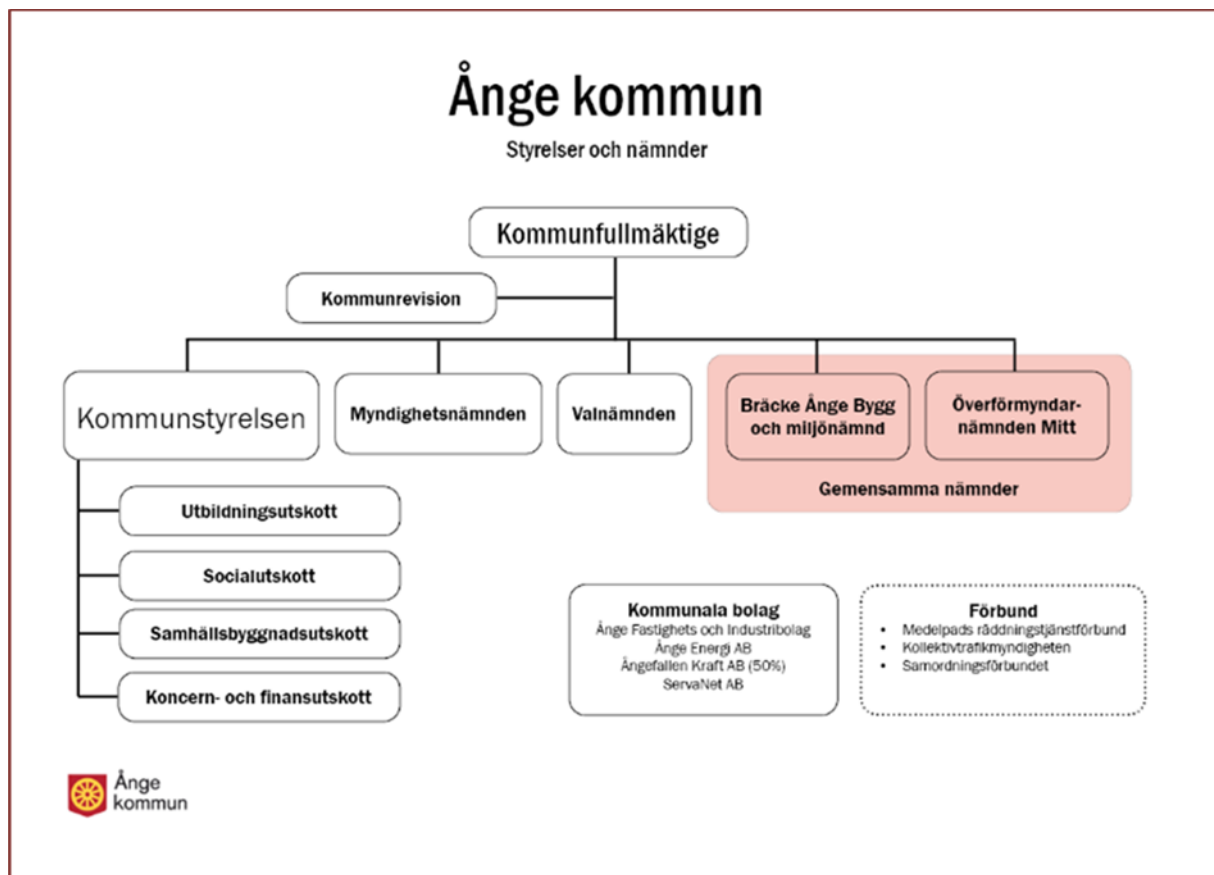 Ånge kommun
Styrelser och nämnder
Kommunfullmäktige
Kommunrevision
Kommunstyrelsen
Myndighetsnämnden
Valnämnden
Bräcke Ånge Bygg
och miljönämnd
Överförmyndar-
nämnden Mitt
Gemensamma nämnder
Utbildningsutskott
Socialutskott
Samhällsbyggnadsutskott
Koncern- och finansutskott
Kommunala bolag
Ånge Fastighets och Industribolag
Ånge Energi AB
Ångefallen Kraft AB (50%)
ServaNet AB
Förbund
• Medelpads räddningstjänstförbund
• Kollektivtrafikmyndigheten
• Samordningsförbundet
Ånge
kommun